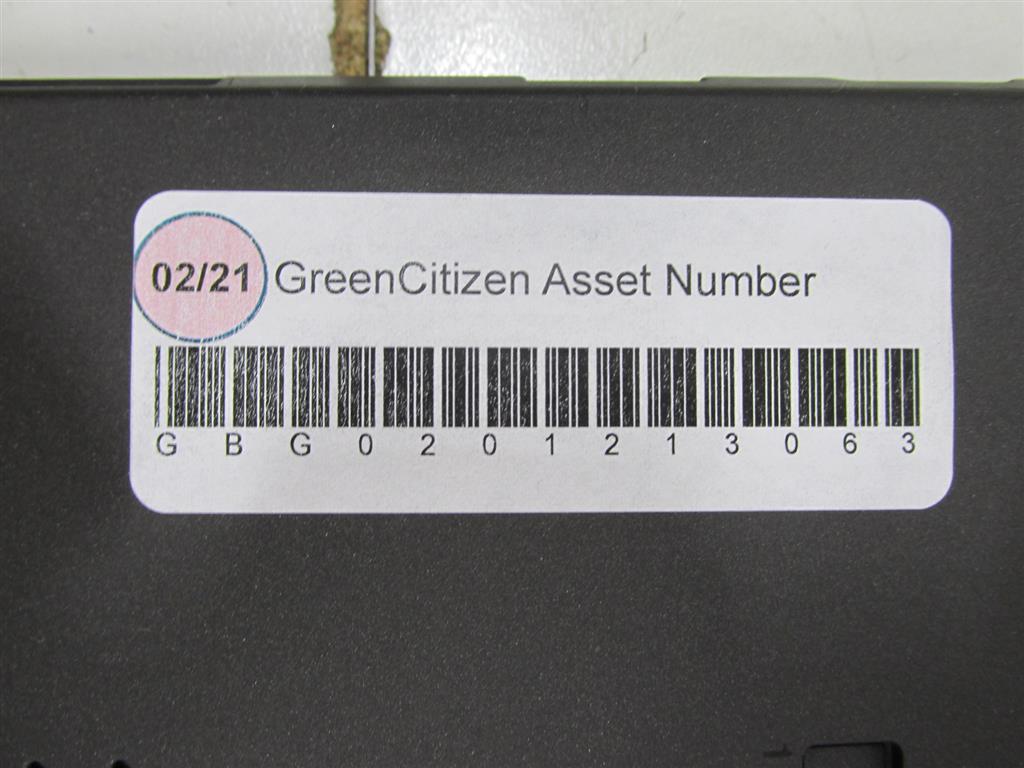 02/21 GreenCitizen Asset Number
G B G 0 2 0 1 2 1 3 0 6 3